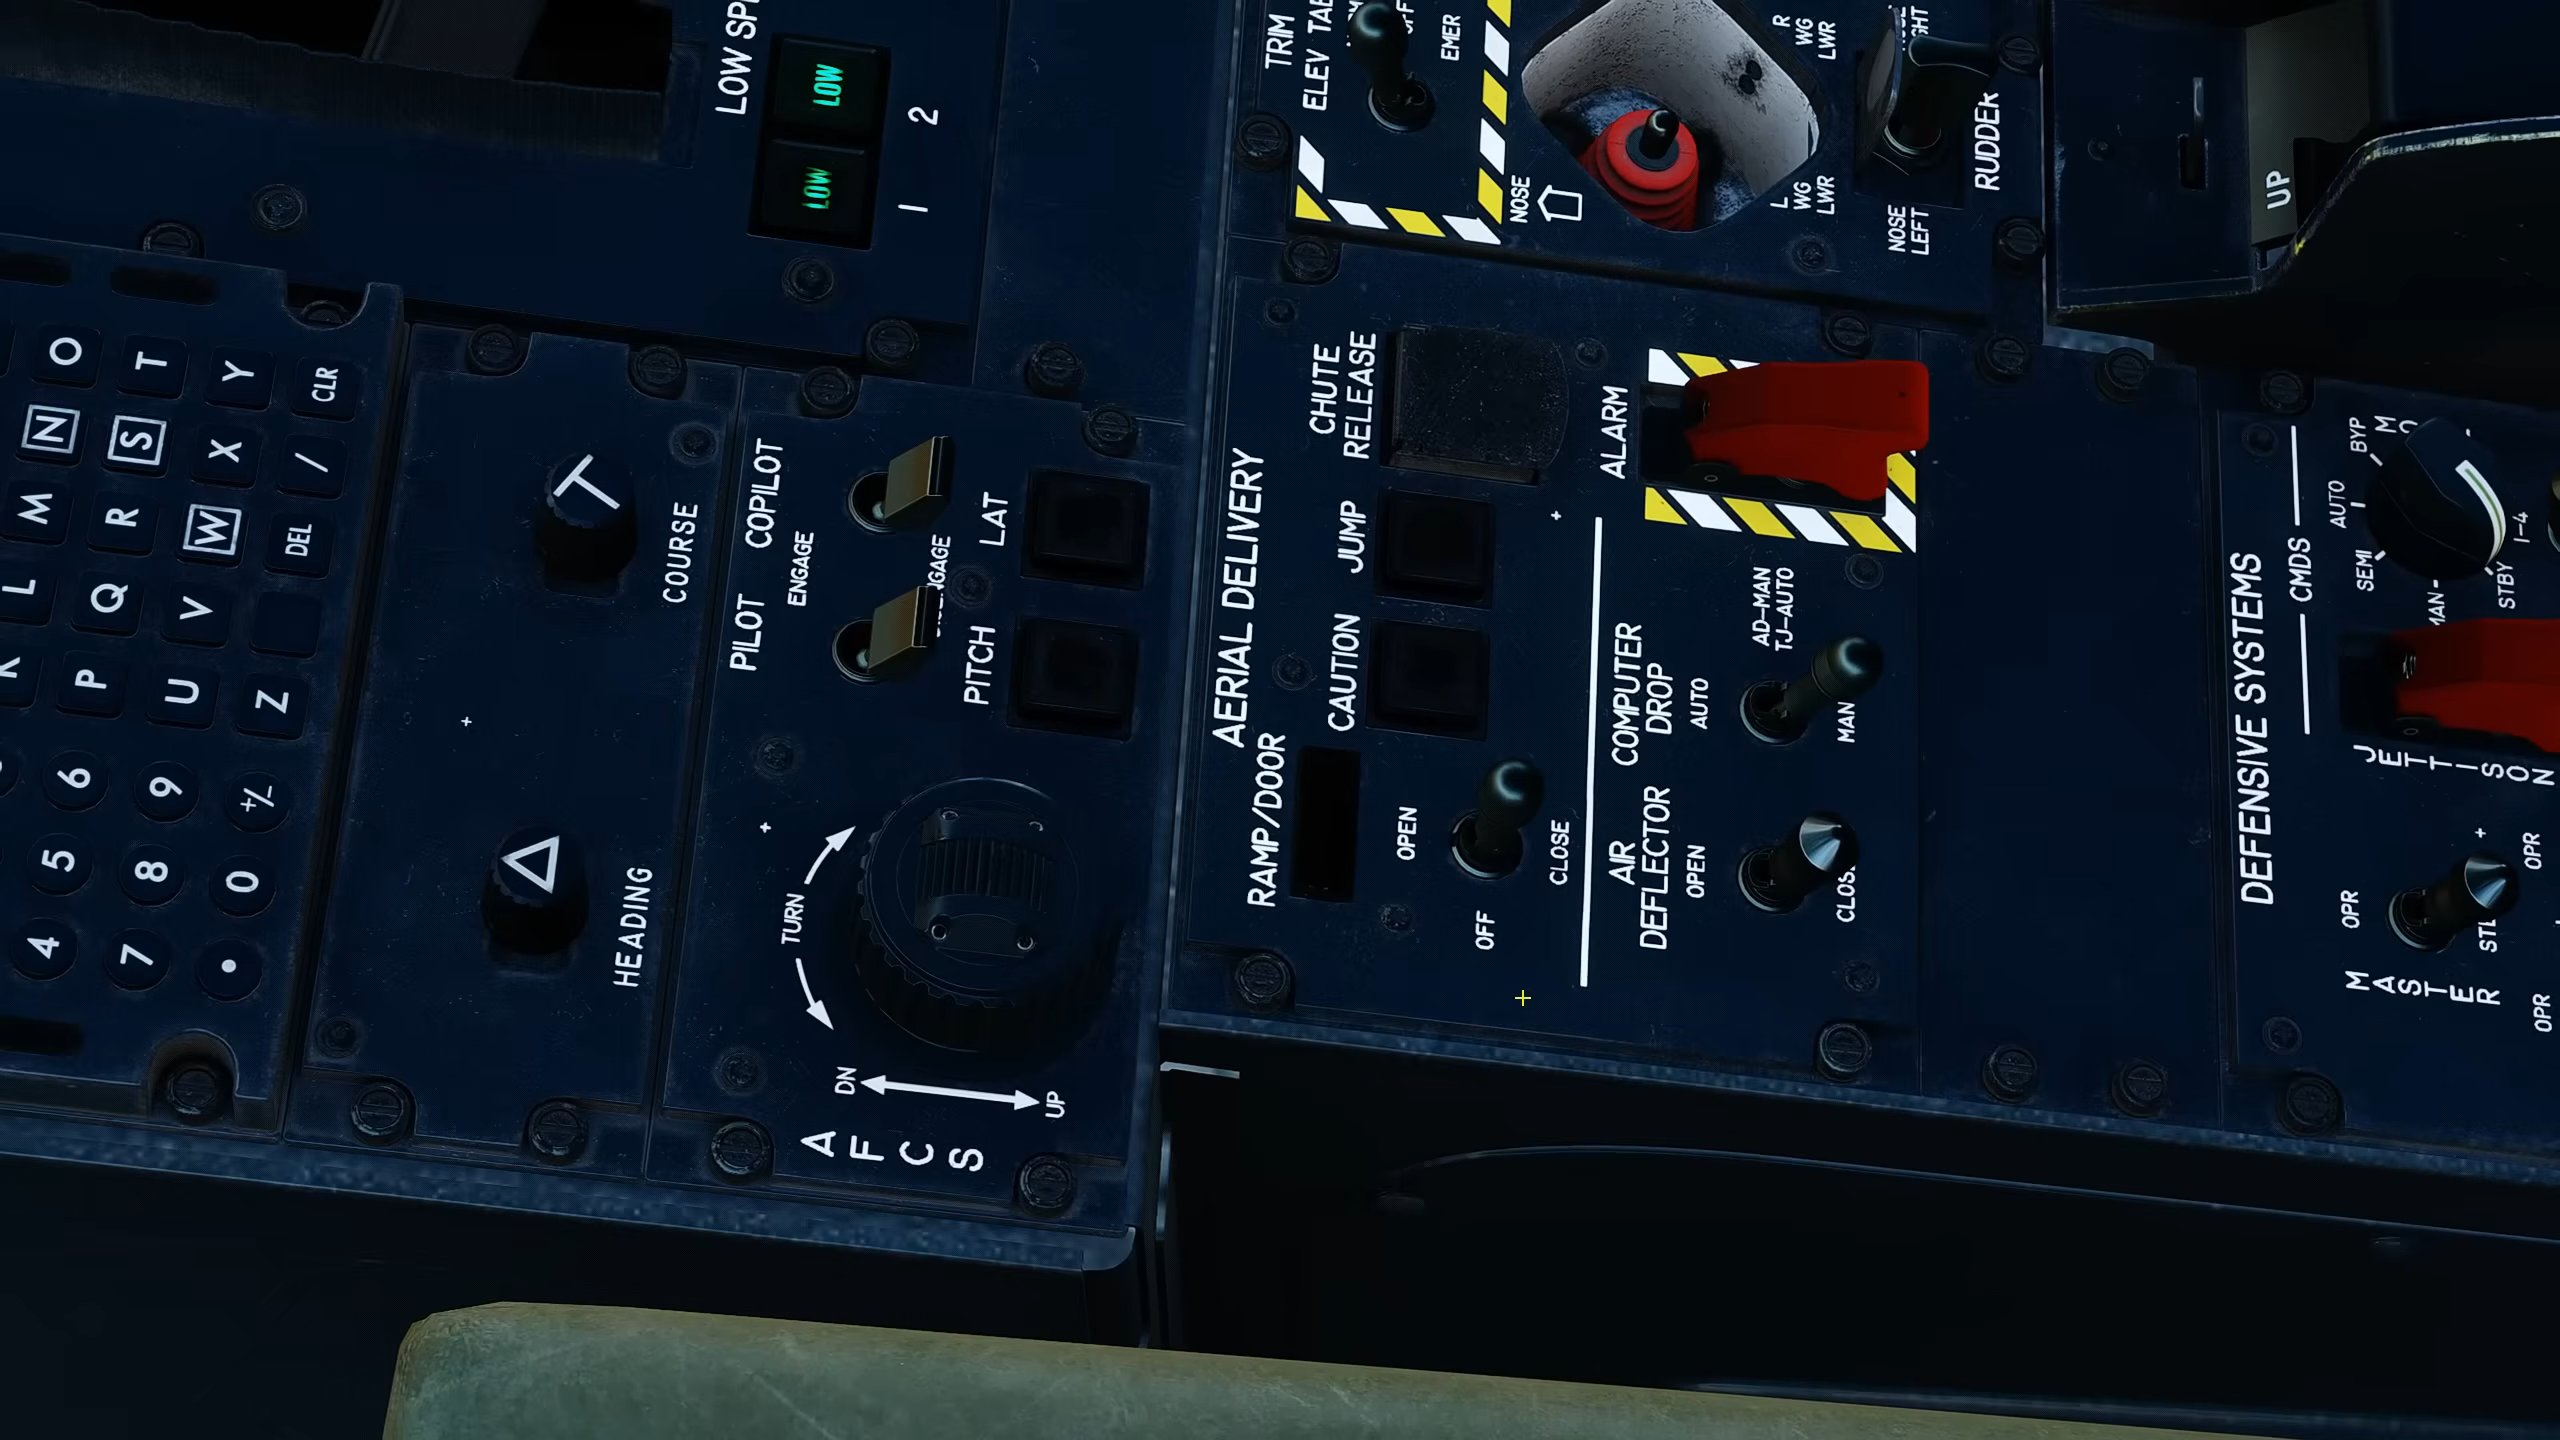 LOW
LOW
2
1
O
T
Y
CLR
N
S
X
/
M
R
W
DEL
L
Q
V
P
U
Z
6
9
+/-
5
8
0
4
7
•
COURSE
HEADING
COPILOT
PILOT
ENGAGE
LAT
PITCH
TURN
DN
UP
AFCS
TRIM
ELEV TAB
EMER
NOSE
R
WG
LWR
L
WG
LWR
NOSE
LEFT
RUDDER
UP
AERIAL DELIVERY
CHUTE
RELEASE
JUMP
CAUTION
RAMP/DOOR
OPEN
CLOSE
OFF
ALARM
COMPUTER
DROP
AD-MAN
TJ-AUTO
AUTO
MAN
AIR
DEFLECTOR
OPEN
DEFENSIVE SYSTEMS
CMDS
BYP
AUTO
SEMI
MAN
STBY
1-4
JETTISON
MASTER
OPR
OPR
OPR